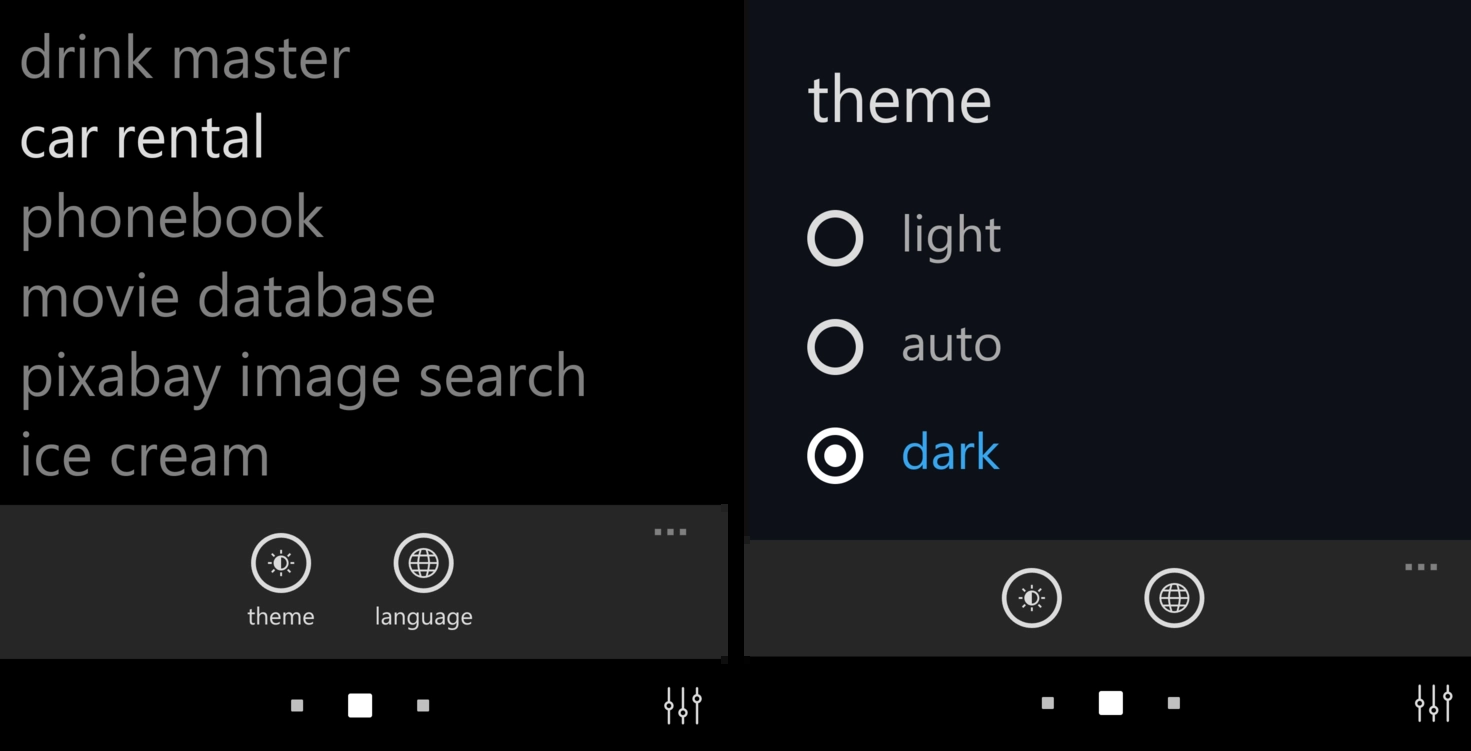 drink master
car rental
phonebook
movie database
pixabay image search
ice cream
theme
language
theme
light
auto
dark